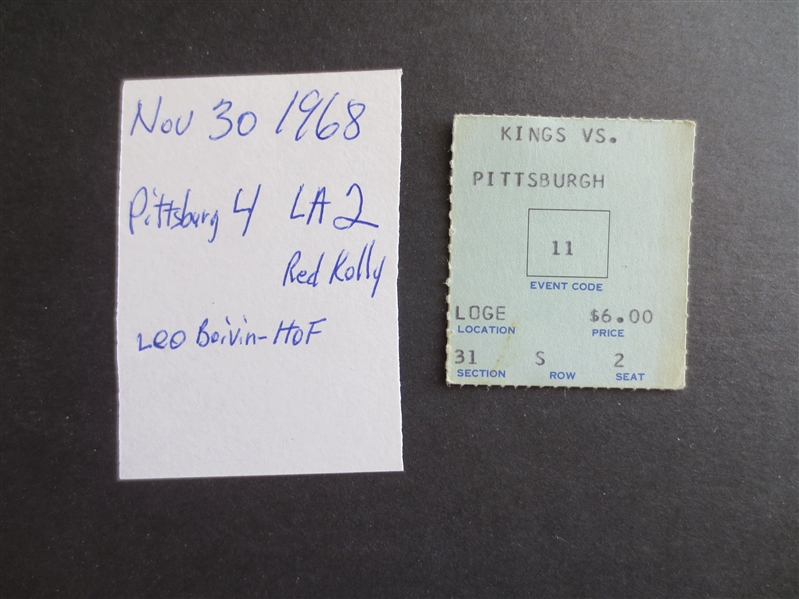 Nov 30 1968
Pittsburg 4 LA 2
Red Kelly
Leo Boivin-HoF
KINGS VS.
PITTSBURGH
11
EVENT CODE
LOGE $6.00
LOCATION PRICE
31 S 2
SECTION ROW SEAT